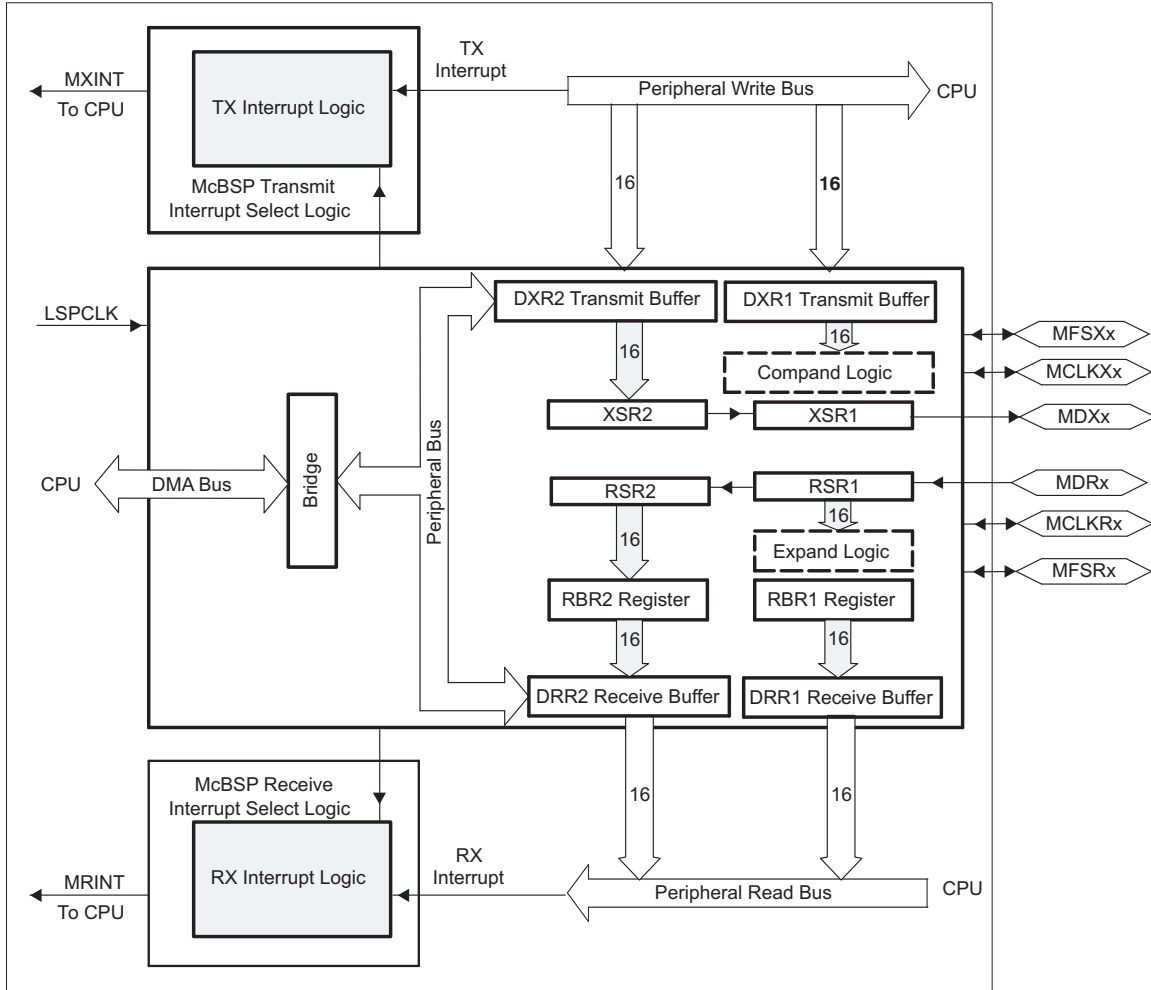 MXINT
To CPU
TX Interrupt Logic
McBSP Transmit
Interrupt Select Logic
TX
Interrupt
Peripheral Write Bus
CPU
16
16
LSPCLK
DXR2 Transmit Buffer
DXR1 Transmit Buffer
16
16
Compand Logic
XSR2
XSR1
MFSXx
MCLKXx
MDXx
CPU
DMA Bus
Bridge
Peripheral Bus
RSR2
RSR1
16
16
Expand Logic
RBR2 Register
RBR1 Register
16
16
DRR2 Receive Buffer
DRR1 Receive Buffer
MDRx
MCLKRx
MFSRx
McBSP Receive
Interrupt Select Logic
RX Interrupt Logic
MRINT
To CPU
RX
Interrupt
16
16
Peripheral Read Bus
CPU